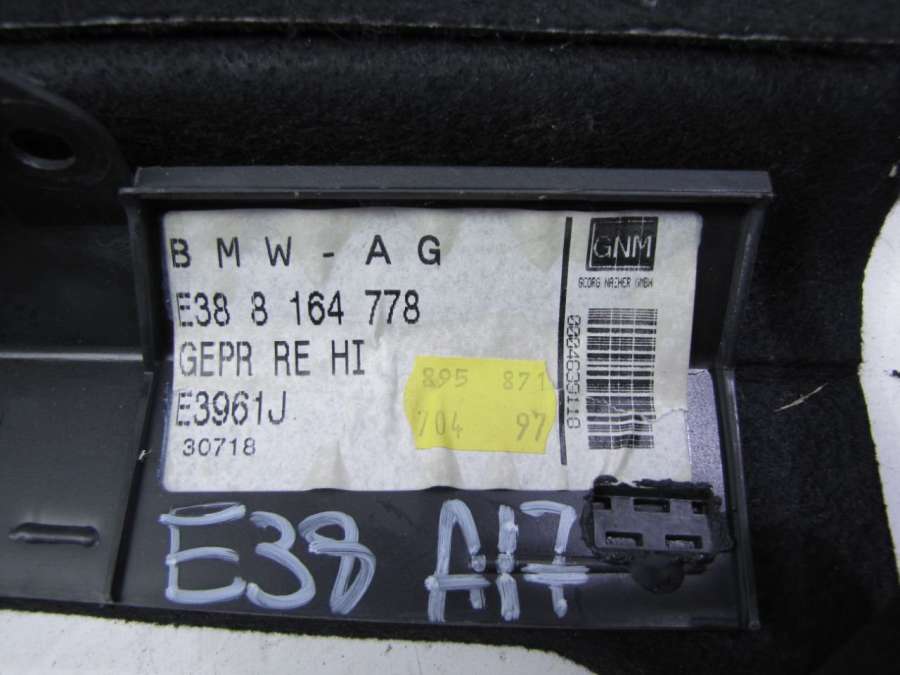 BMW-AG
E38 8 164 778
GEPR RE HI
E3961J
30718
895 871
704 97
GNM
GEORG NAEHER GMBH
E38 A17